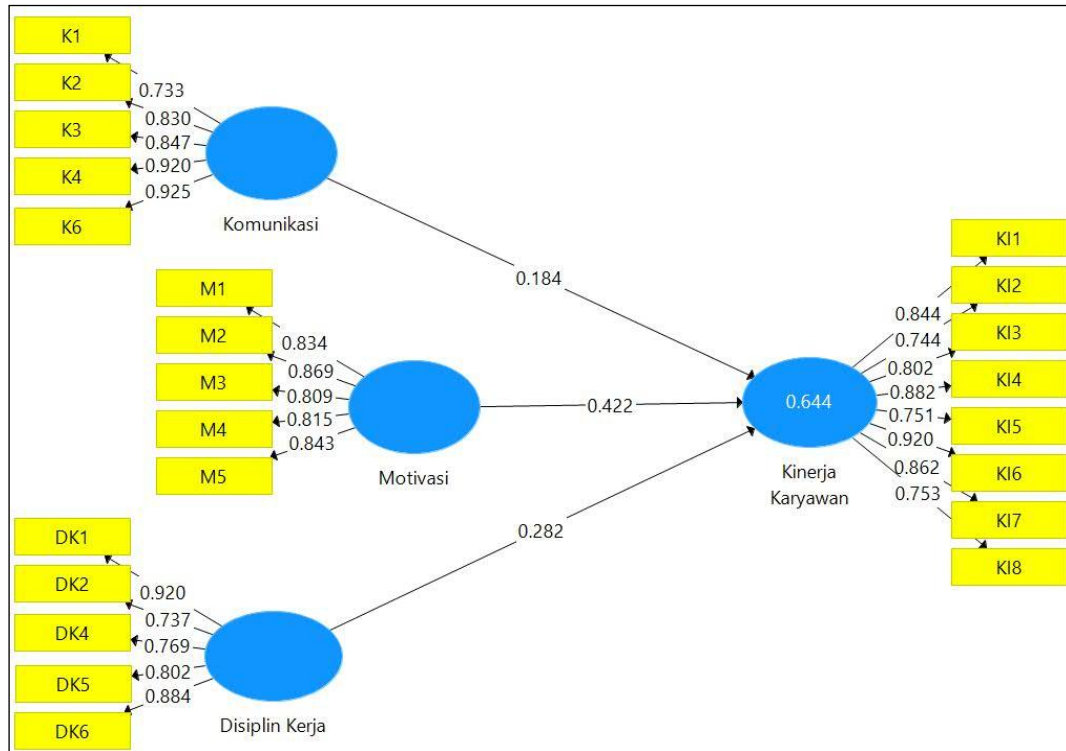 K1
K2
K3
K4
K6
0.733
0.830
0.847
0.920
0.925
Komunikasi
0.184
M1
M2
M3
M4
M5
0.834
0.869
0.809
0.815
0.843
Motivasi
0.422
DK1
DK2
DK4
DK5
DK6
0.920
0.737
0.769
0.802
0.884
Disiplin Kerja
0.282
0.644
Kinerja
Karyawan
0.844
0.744
0.802
0.882
0.751
0.920
0.862
0.753
KI1
KI2
KI3
KI4
KI5
KI6
KI7
KI8